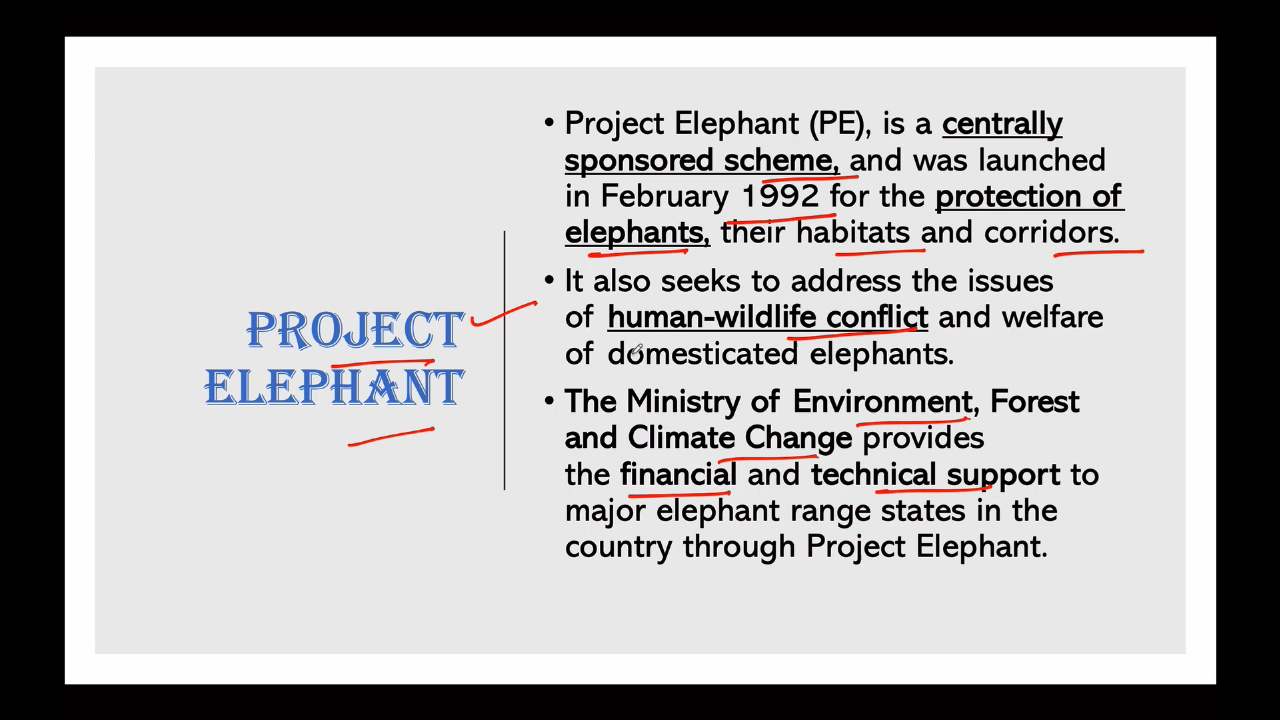 PROJECT
ELEPHANT
• Project Elephant (PE), is a centrally
sponsored scheme, and was launched
in February 1992 for the protection of
elephants, their habitats and corridors.
• It also seeks to address the issues
of human-wildlife conflict and welfare
of domesticated elephants.
• The Ministry of Environment, Forest
and Climate Change provides
the financial and technical support to
major elephant range states in the
country through Project Elephant.